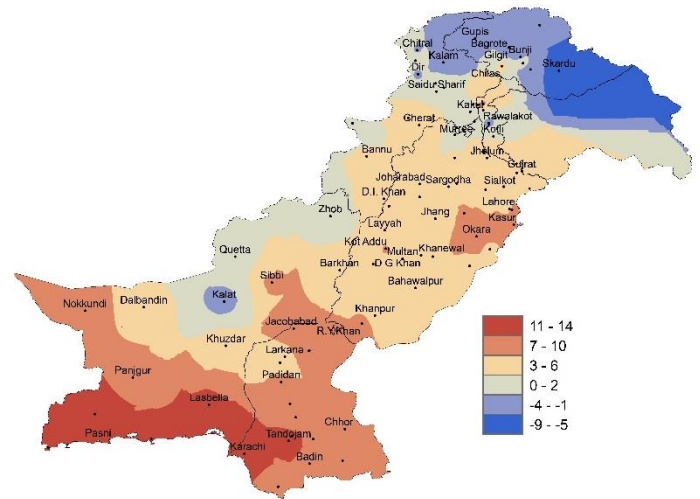 Gupis
Chitral
Bagrote
Bunji
Kalam
Gilgit
Dir
Skardu
Chilas
Saidu Sharif
Kakul
Cherat
Rawalakot
Murree
Kotli
Bannu
Jhelum
Gujrat
Joharabad
Sargodha
Sialkot
D.I. Khan
Lahore
Zhob
Jhang
Kasur
Layyah
Okara
Kot Addu
Quetta
Multan
Khanewal
Barkhan
D G Khan
Sibbi
Bahawalpur
Kalat
Dalbandin
Nokkundi
Khanpur
Jacobabad
R.Y.Khan
Khuzdar
Larkana
Panjgur
Padidan
Lasbella
Chhor
Pasni
Tandojam
Karachi
Badin
11 - 14
7 - 10
3 - 6
0 - 2
-4 - -1
-9 - -5